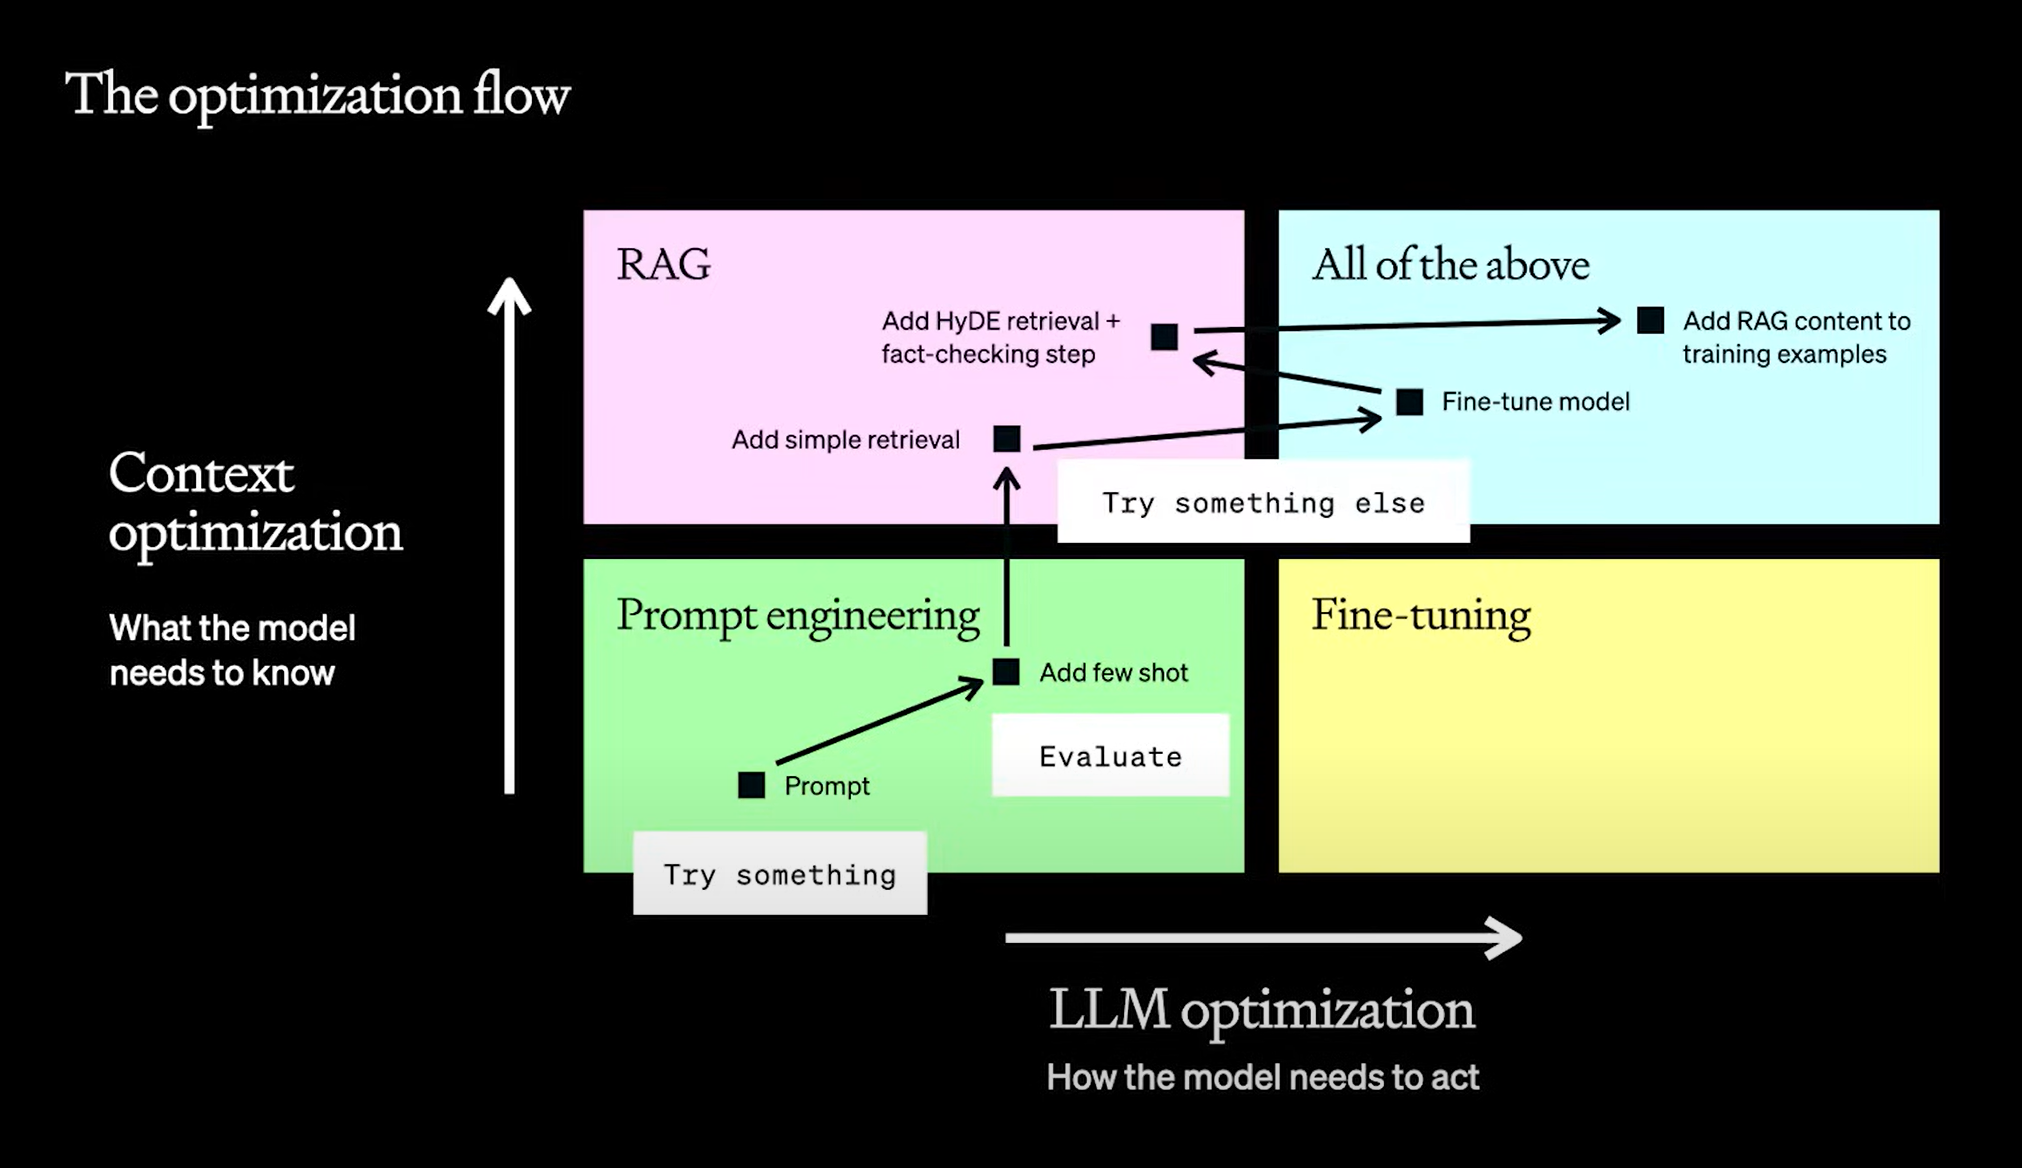 The optimization flow
RAG
Add HyDE retrieval +
fact-checking step
Add simple retrieval
All of the above
Add RAG content to
training examples
Fine-tune model
Try something else
Context
optimization
What the model
needs to know
Prompt engineering
Add few shot
Evaluate
Prompt
Try something
Fine-tuning
LLM optimization
How the model needs to act